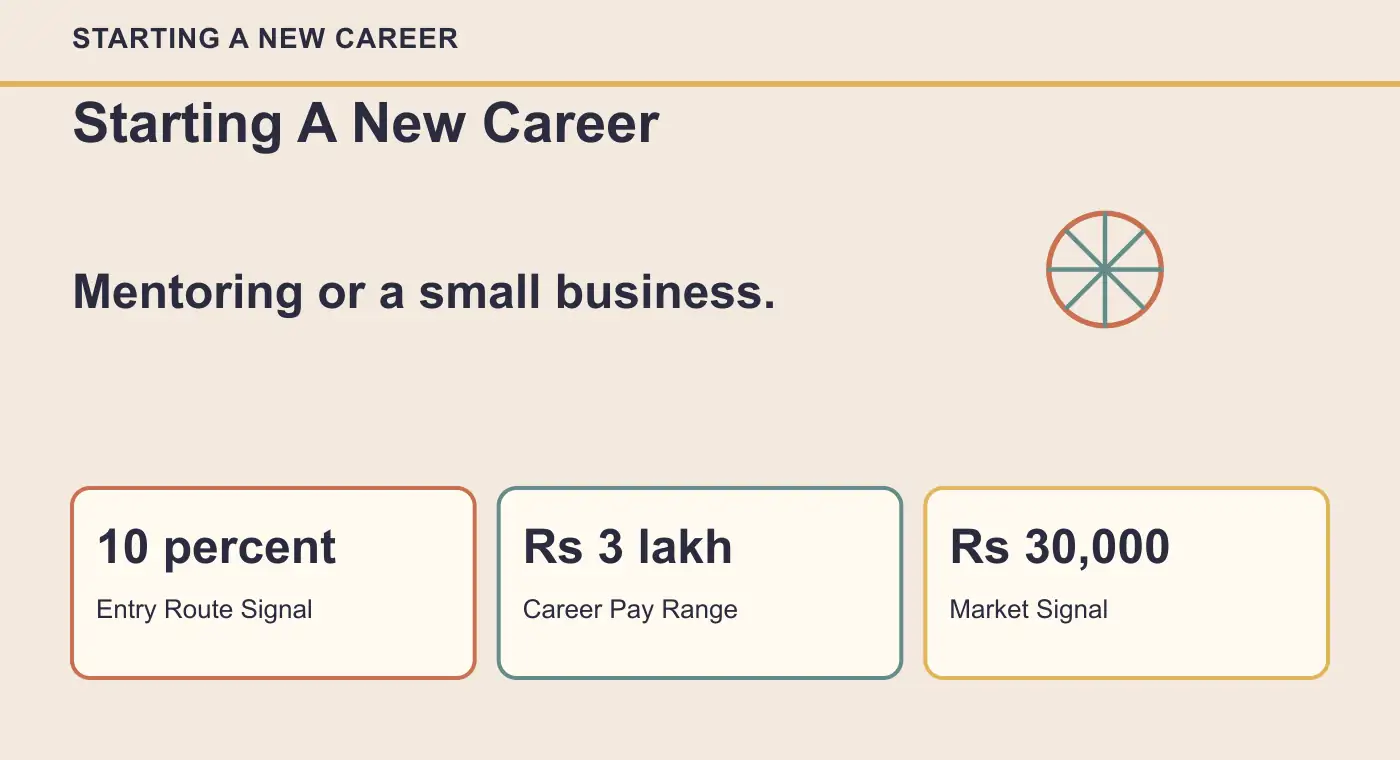 STARTING A NEW CAREER
Starting A New Career
Mentoring or a small business.
10 percent
Entry Route Signal
Rs 3 lakh
Career Pay Range
Rs 30,000
Market Signal